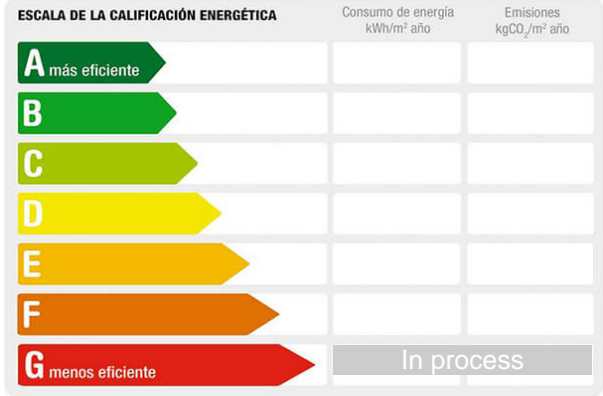 ESCALA DE LA CALIFICACIÓN ENERGÉTICA
Consumo de energía
kWh/m² año
Emisiones
kgCO₂/m² año
A más eficiente
B
C
D
E
F
G menos eficiente
In process